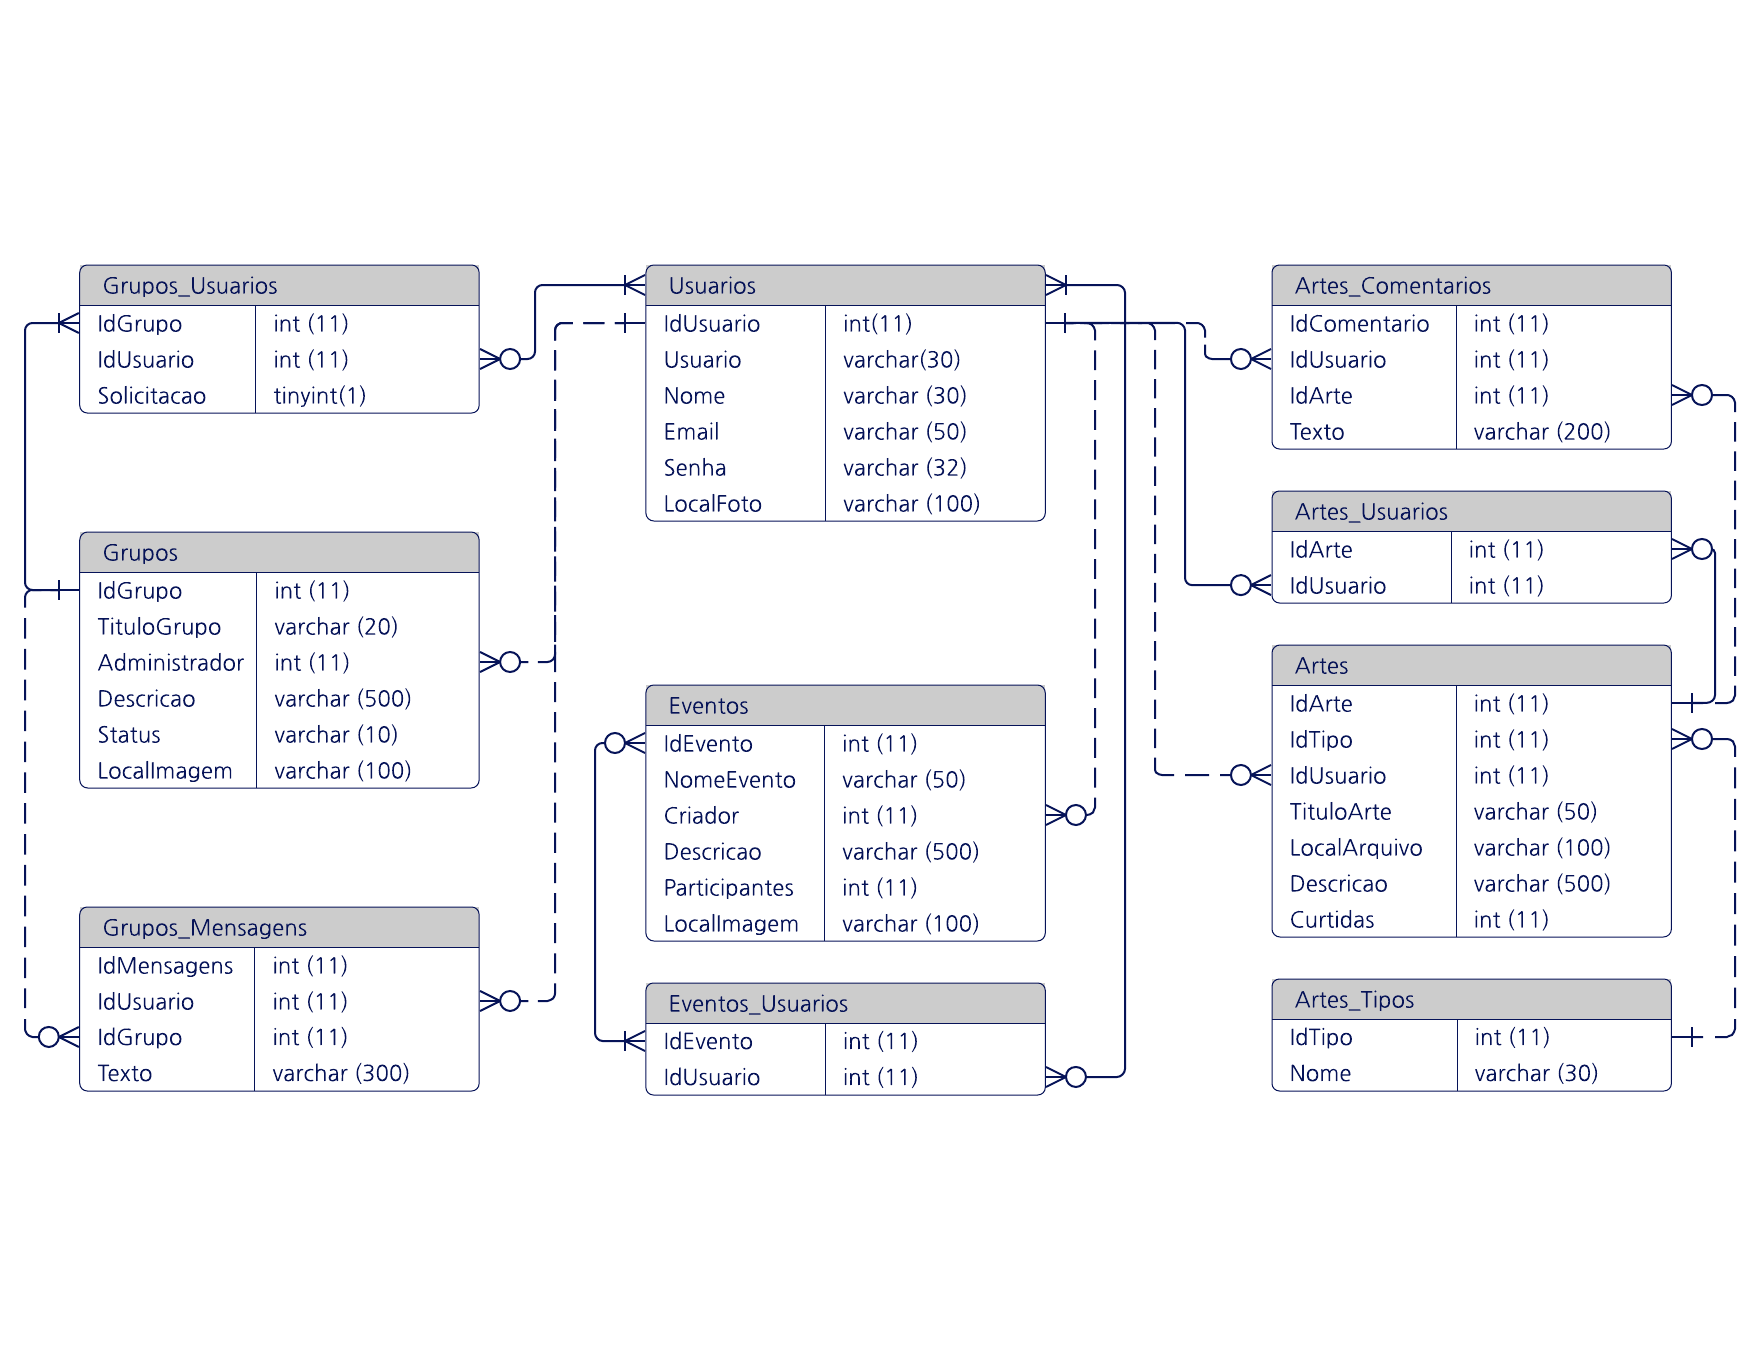 Grupos_Usuarios
IdGrupo int (11)
IdUsuario int (11)
Solicitacao tinyint(1)
Grupos
IdGrupo int (11)
TituloGrupo varchar (20)
Administrador int (11)
Descricao varchar (500)
Status varchar (10)
LocalImagem varchar (100)
Grupos_Mensagens
IdMensagens int (11)
IdUsuario int (11)
IdGrupo int (11)
Texto varchar (300)
Usuarios
IdUsuario int(11)
Usuario varchar(30)
Nome varchar (30)
Email varchar (50)
Senha varchar (32)
LocalFoto varchar (100)
Eventos
IdEvento int (11)
NomeEvento varchar (50)
Criador int (11)
Descricao varchar (500)
Participantes int (11)
LocalImagem varchar (100)
Eventos_Usuarios
IdEvento int (11)
IdUsuario int (11)
Artes_Comentarios
IdComentario int (11)
IdUsuario int (11)
IdArte int (11)
Texto varchar (200)
Artes_Usuarios
IdArte int (11)
IdUsuario int (11)
Artes
IdArte int (11)
IdTipo int (11)
IdUsuario int (11)
TituloArte varchar (50)
LocalArquivo varchar (100)
Descricao varchar (500)
Curtidas int (11)
Artes_Tipos
IdTipo int (11)
Nome varchar (30)